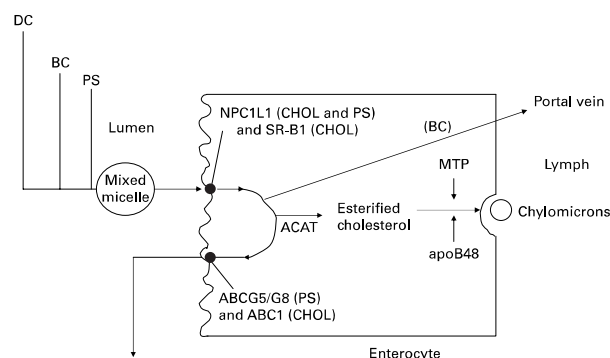 DC
BC
PS
Lumen
Mixed
micelle
NPC1L1 (CHOL and PS)
and SR-B1 (CHOL)
(BC)
Portal vein
MTP
Lymph
Esterified
cholesterol
ACAT
Chylomicrons
apoB48
ABCG5/G8 (PS)
and ABC1 (CHOL)
Enterocyte